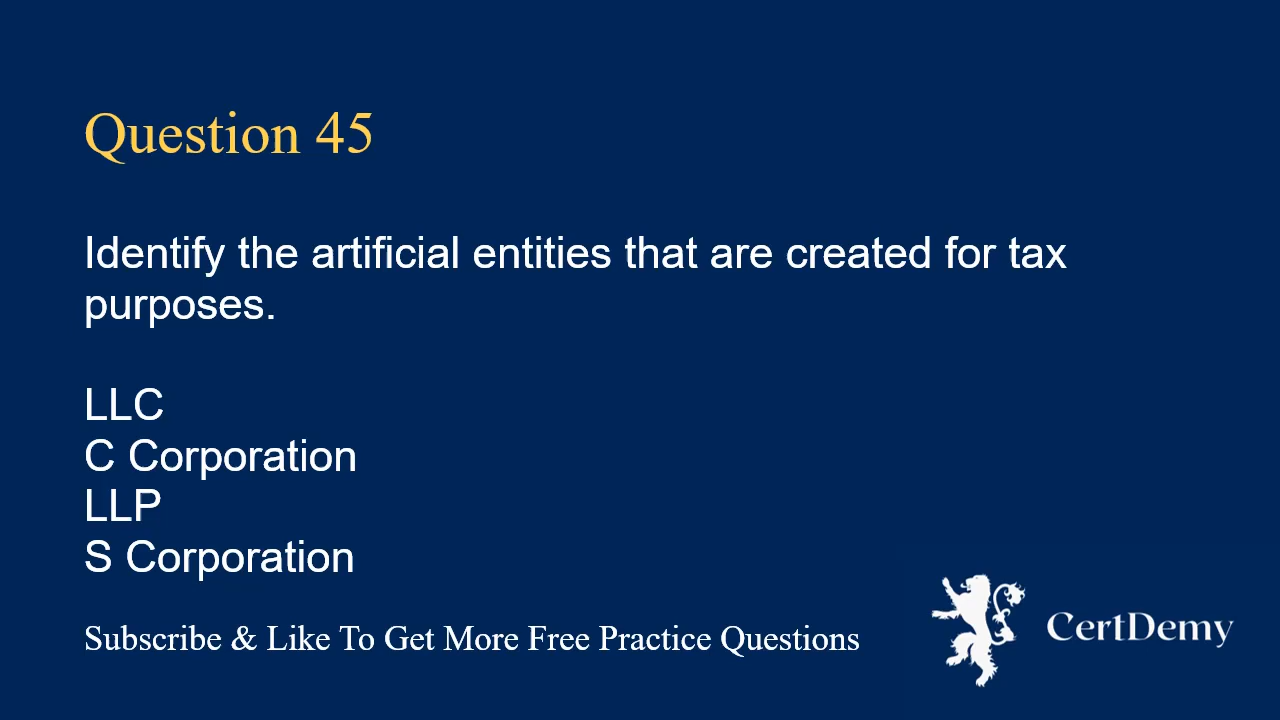 Question 45
Identify the artificial entities that are created for tax
purposes.
LLC
C Corporation
LLP
S Corporation
Subscribe & Like To Get More Free Practice Questions
CertDemy